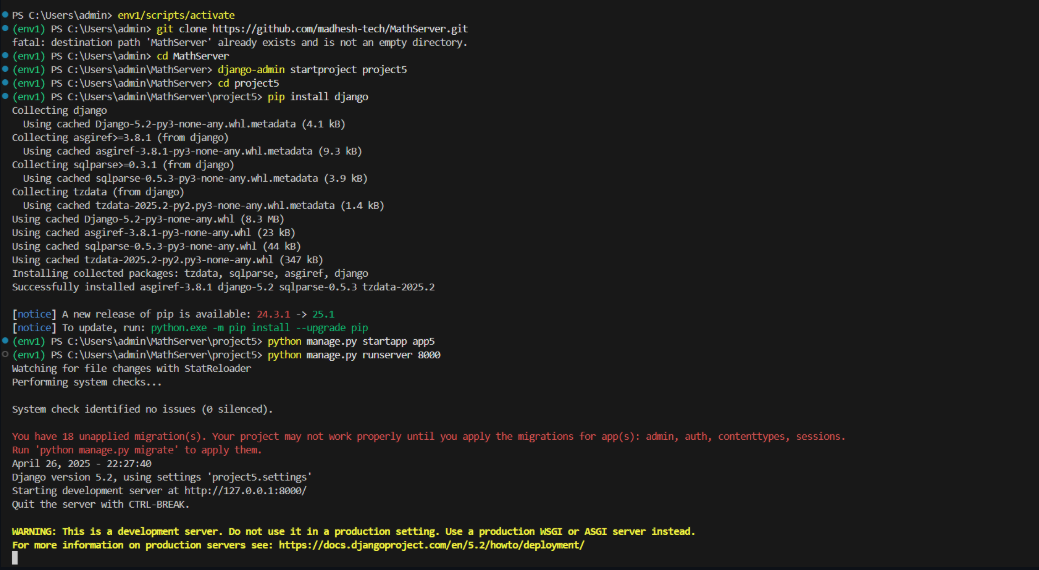 PS C:\Users\admin> env1/scripts/activate
(env1) PS C:\Users\admin> git clone https://github.com/madhesh-tech/MathServer.git
fatal: destination path 'MathServer' already exists and is not an empty directory.
(env1) PS C:\Users\admin> cd MathServer
(env1) PS C:\Users\admin\MathServer> django-admin startproject project5
(env1) PS C:\Users\admin\MathServer> cd project5
(env1) PS C:\Users\admin\MathServer\project5> pip install django
Collecting django
  Using cached Django-5.2-py3-none-any.whl.metadata (4.1 kB)
Collecting asgiref>=3.8.1 (from django)
  Using cached asgiref-3.8.1-py3-none-any.whl.metadata (9.3 kB)
Collecting sqlparse>=0.3.1 (from django)
  Using cached sqlparse-0.5.3-py3-none-any.whl.metadata (3.9 kB)
Collecting tzdata (from django)
  Using cached tzdata-2025.2-py2.py3-none-any.whl.metadata (1.4 kB)
Using cached Django-5.2-py3-none-any.whl (8.3 MB)
Using cached asgiref-3.8.1-py3-none-any.whl (23 kB)
Using cached sqlparse-0.5.3-py3-none-any.whl (44 kB)
Using cached tzdata-2025.2-py2.py3-none-any.whl (347 kB)
Installing collected packages: tzdata, sqlparse, asgiref, django
Successfully installed asgiref-3.8.1 django-5.2 sqlparse-0.5.3 tzdata-2025.2
[notice] A new release of pip is available: 24.3.1 -> 25.1
[notice] To update, run: python.exe -m pip install --upgrade pip
(env1) PS C:\Users\admin\MathServer\project5> python manage.py startapp app5
(env1) PS C:\Users\admin\MathServer\project5> python manage.py runserver 8000
Watching for file changes with StatReloader
Performing system checks...
System check identified no issues (0 silenced).
You have 18 unapplied migration(s). Your project may not work properly until you apply the migrations for app(s): admin, auth, contenttypes, sessions.
Run 'python manage.py migrate' to apply them.
April 26, 2025 - 22:27:40
Django version 5.2, using settings 'project5.settings'
Starting development server at http://127.0.0.1:8000/
Quit the server with CTRL-BREAK.
WARNING: This is a development server. Do not use it in a production setting. Use a production WSGI or ASGI server instead.
For more information on production servers see: https://docs.djangoproject.com/en/5.2/howto/deployment/